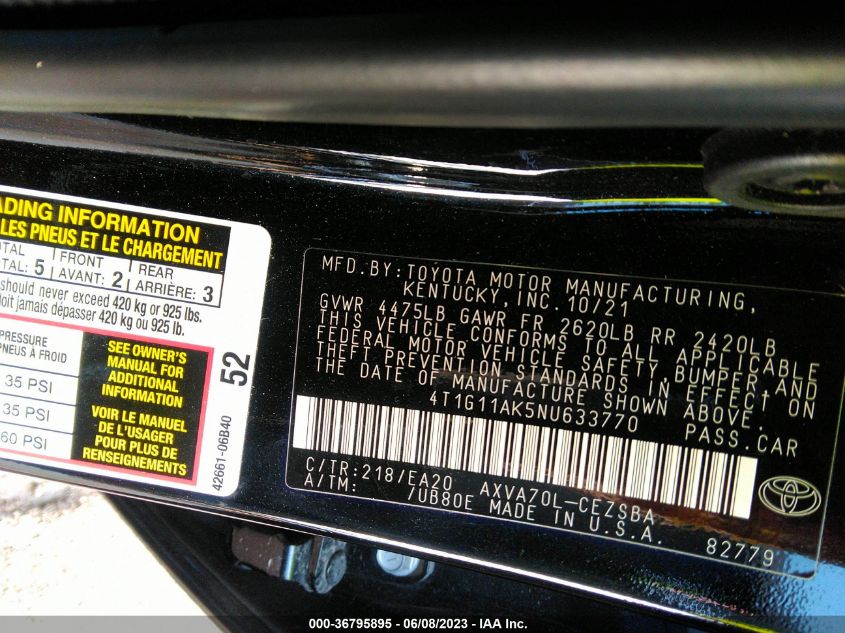 ADING INFORMATION
LES PNEUS ET LE CHARGEMENT
TOTAL FRONT REAR
TAL: 5 AVANT: 2 ARRIÈRE: 3
should never exceed 420 kg or 925 lbs.
doit jamais dépasser 420 kg ou 925 lb.
PRESSURE
PNEUS À FROID
35 PSI
35 PSI
60 PSI
SEE OWNER'S
MANUAL FOR
ADDITIONAL
INFORMATION
VOIR LE MANUEL
DE L'USAGER
POUR PLUS DE
RENSEIGNEMENTS
52
42661-06B40
MFD.BY:TOYOTA MOTOR MANUFACTURING,
KENTUCKY,INC.10/21
GVWR 4475LB GAWR FR 2620LB RR 2420LB
THIS VEHICLE CONFORMS TO ALL APPLICABLE
FEDERAL MOTOR VEHICLE SAFETY,BUMPER,AND
THEFT PREVENTION STANDARDS IN EFFECT ON
THE DATE OF MANUFACTURE SHOWN ABOVE.
4T1G11AK5NU633770 PASS.CAR
C/TR:218/EA20 AXVA70L-CEZSBA
A/TM: /UB80E MADE IN U.S.A.
82779
000-36795895 - 06/08/2023 - IAA Inc.